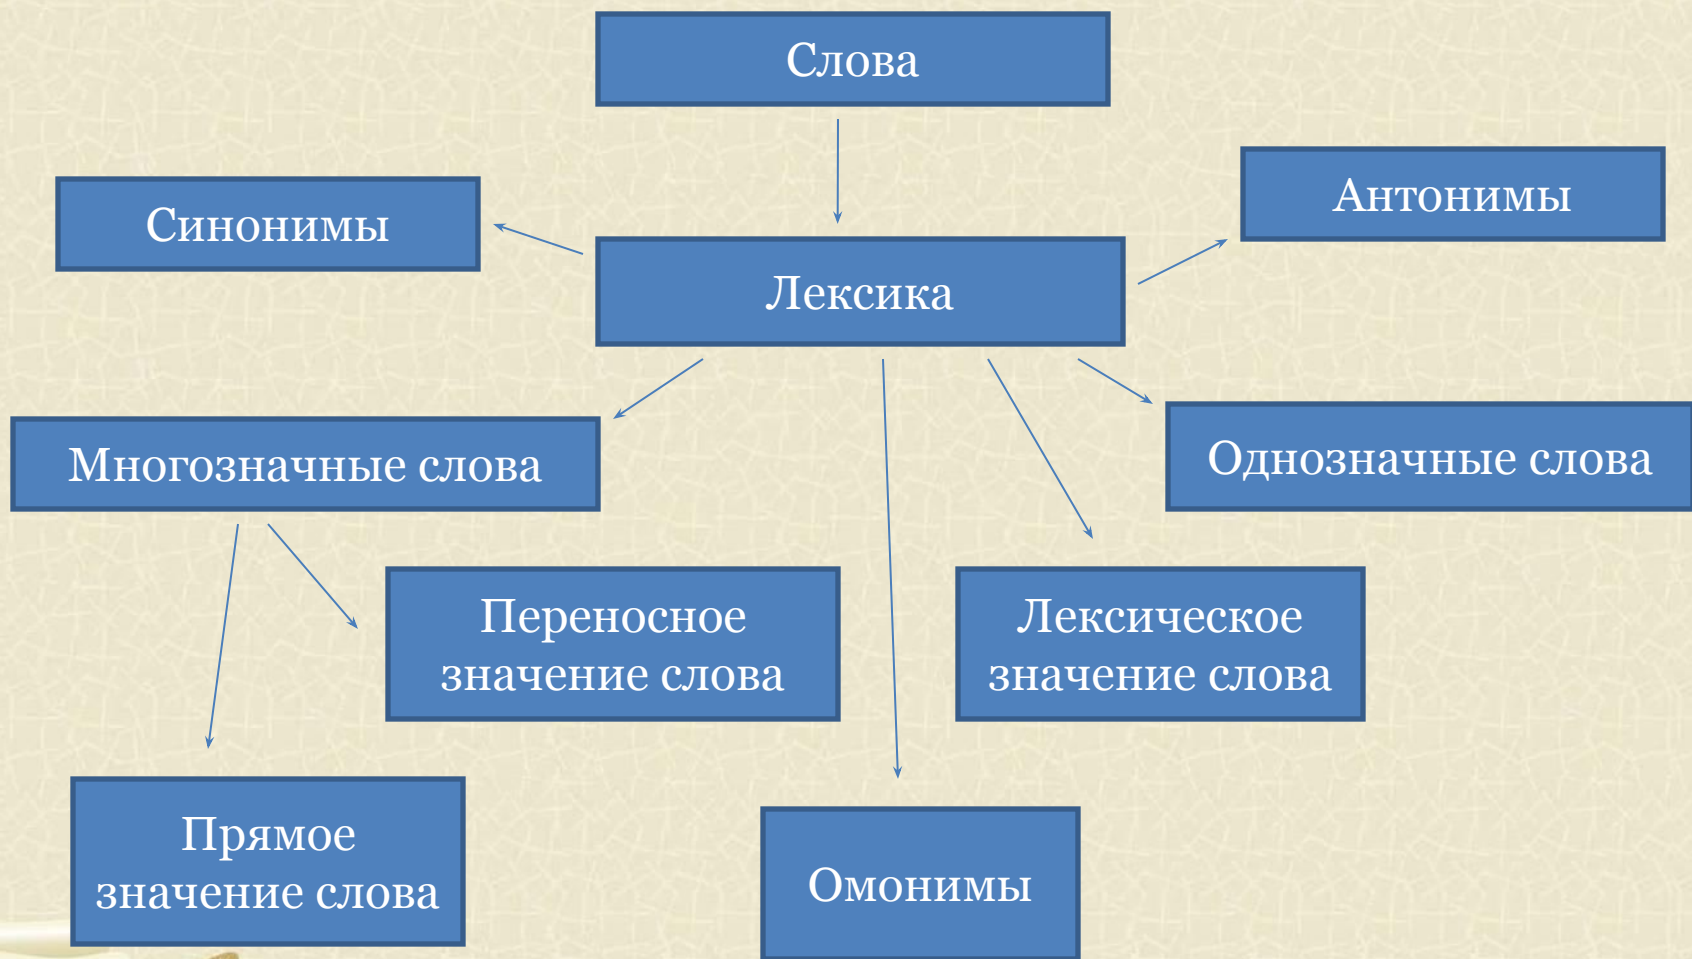 Слова
Антонимы
Синонимы
Лексика
Многозначные слова
Однозначные слова
Переносное
значение слова
Лексическое
значение слова
Прямое
значение слова
Омонимы